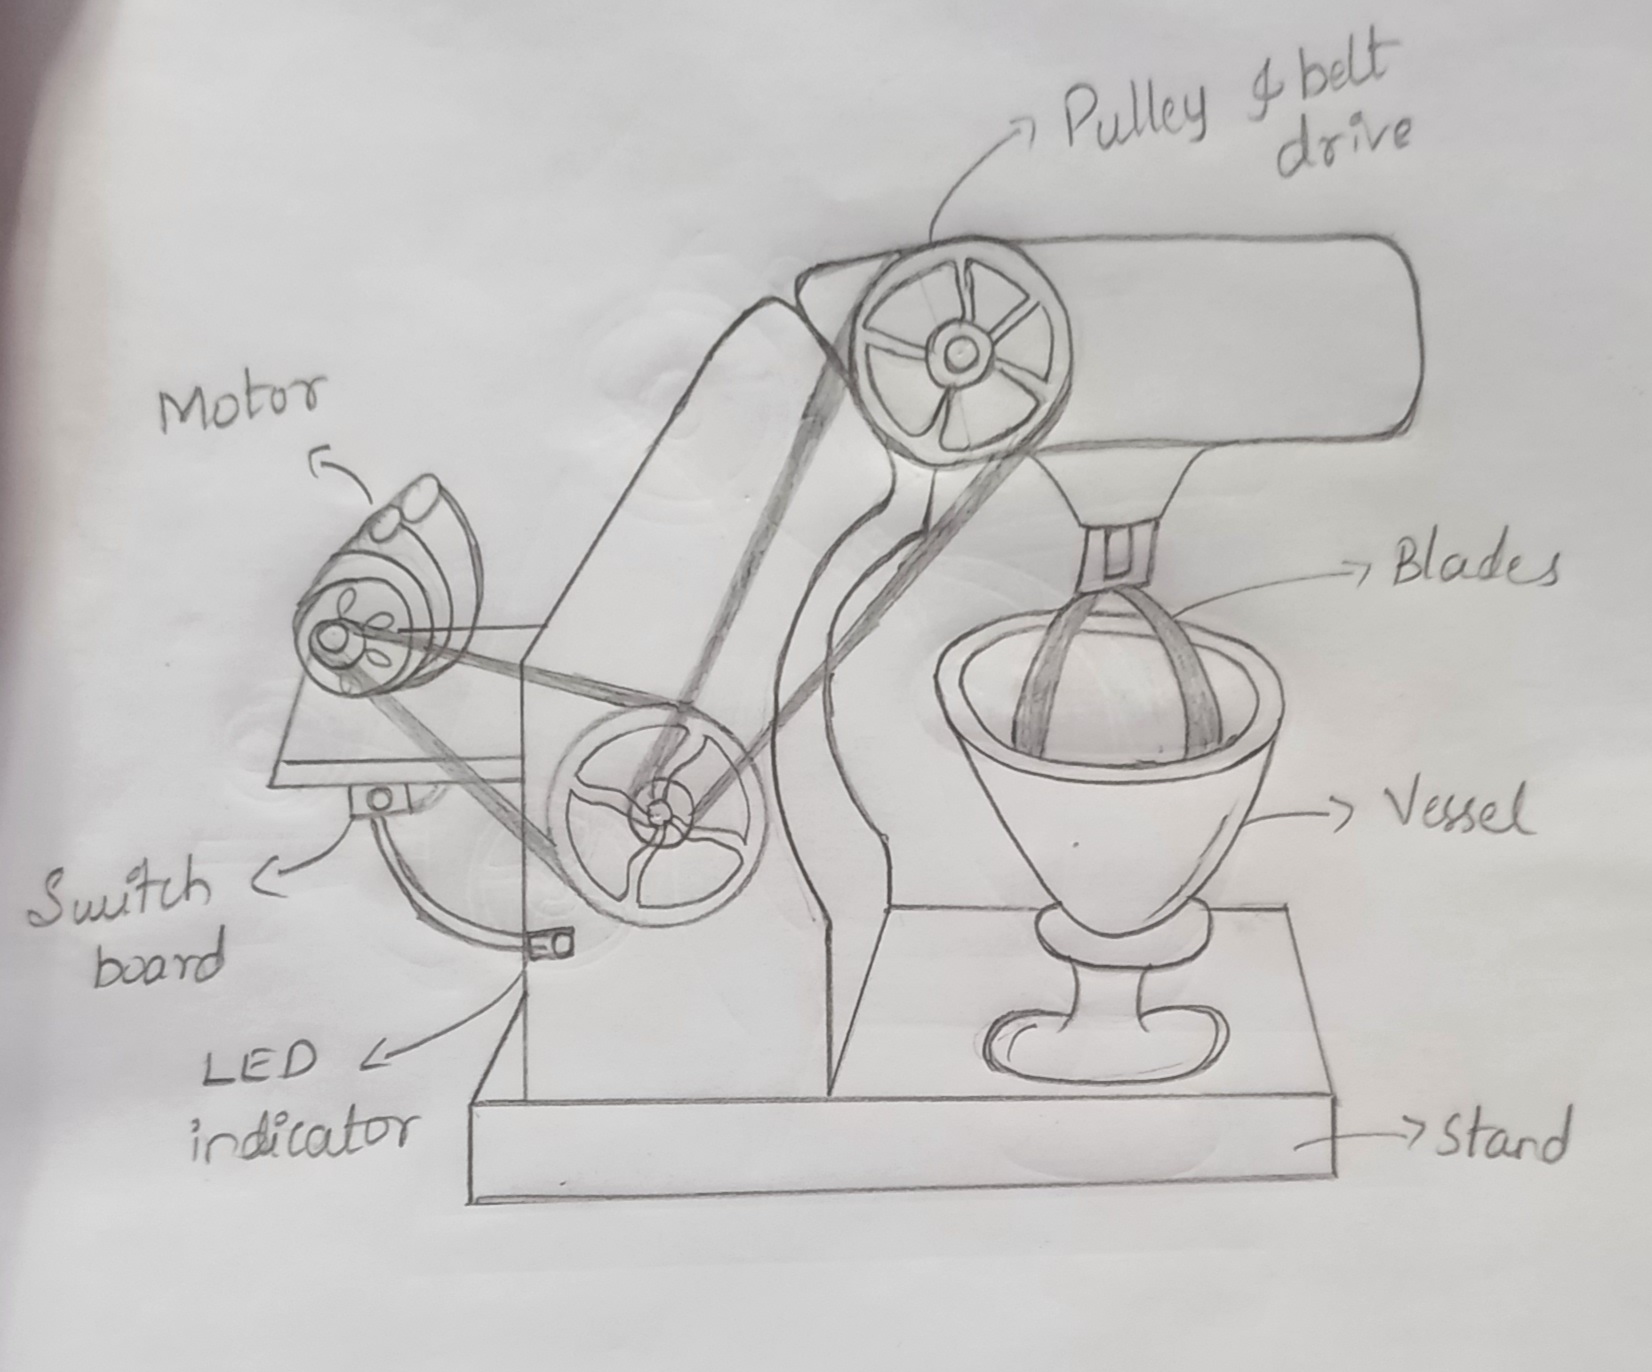 Pulley & belt
drive
Motor
Blades
Vessel
Switch
board
LED
indicator
Stand